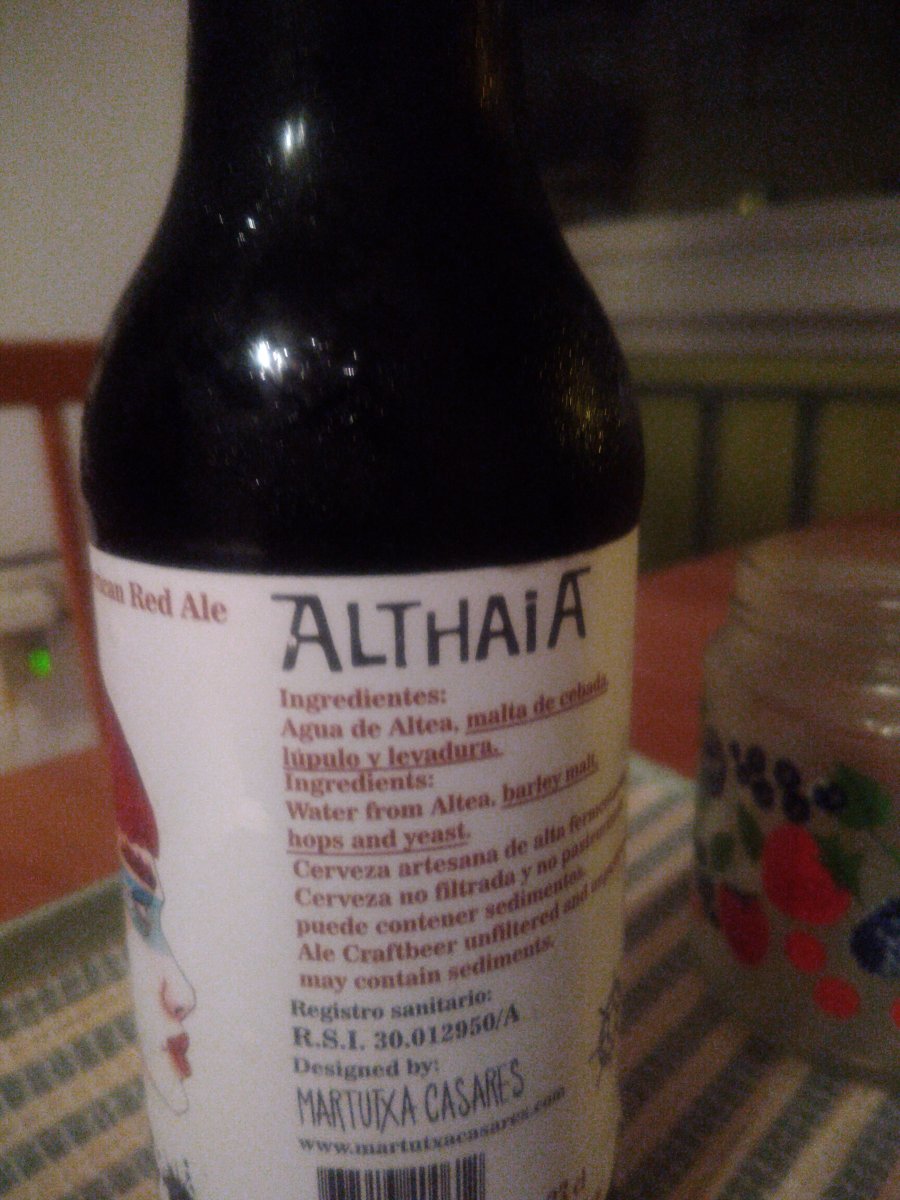 Red Ale
ALTHAIA
Ingredientes:
Agua de Altea, malta de cebada,
lúpulo y levadura.
Ingredients:
Water from Altea, barley malt,
hops and yeast.
Cerveza artesana de alta
Cerveza no filtrada y no
puede contener sedimentos.
Ale Craftbeer unfiltered and
may contain sediments.
Registro sanitario:
R.S.I. 30.012950/A
Designed by:
MARTUTXA CASARES
www.martutxacasares.com
cl